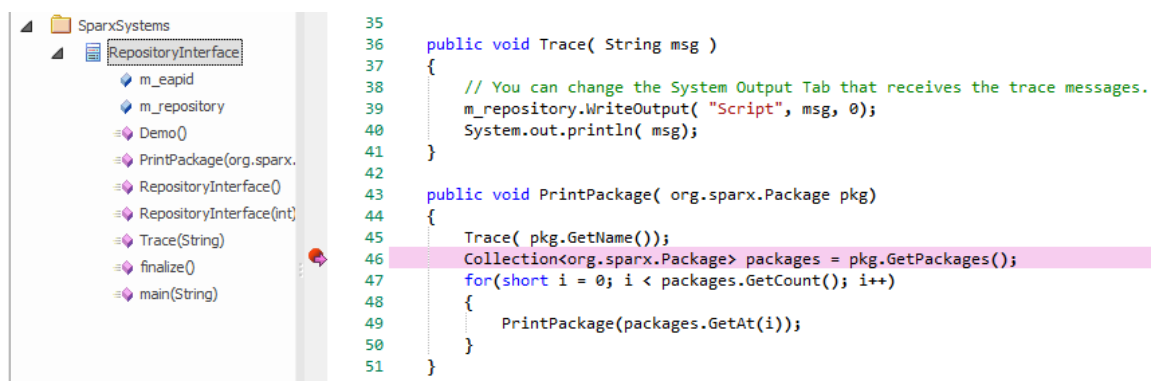 SparxSystems
RepositoryInterface
m_eapid
m_repository
Demo()
PrintPackage(org.sparx.
RepositoryInterface()
RepositoryInterface(int)
Trace(String)
finalize()
main(String)
35
36 public void Trace( String msg )
37 {
38 // You can change the System Output Tab that receives the trace messages.
39 m_repository.WriteOutput( "Script", msg, 0);
40 System.out.println( msg);
41 }
42
43 public void PrintPackage( org.sparx.Package pkg)
44 {
45 Trace( pkg.GetName());
46 Collection<org.sparx.Package> packages = pkg.GetPackages();
47 for(short i = 0; i < packages.GetCount(); i++)
48 {
49 PrintPackage(packages.GetAt(i));
50 }
51 }